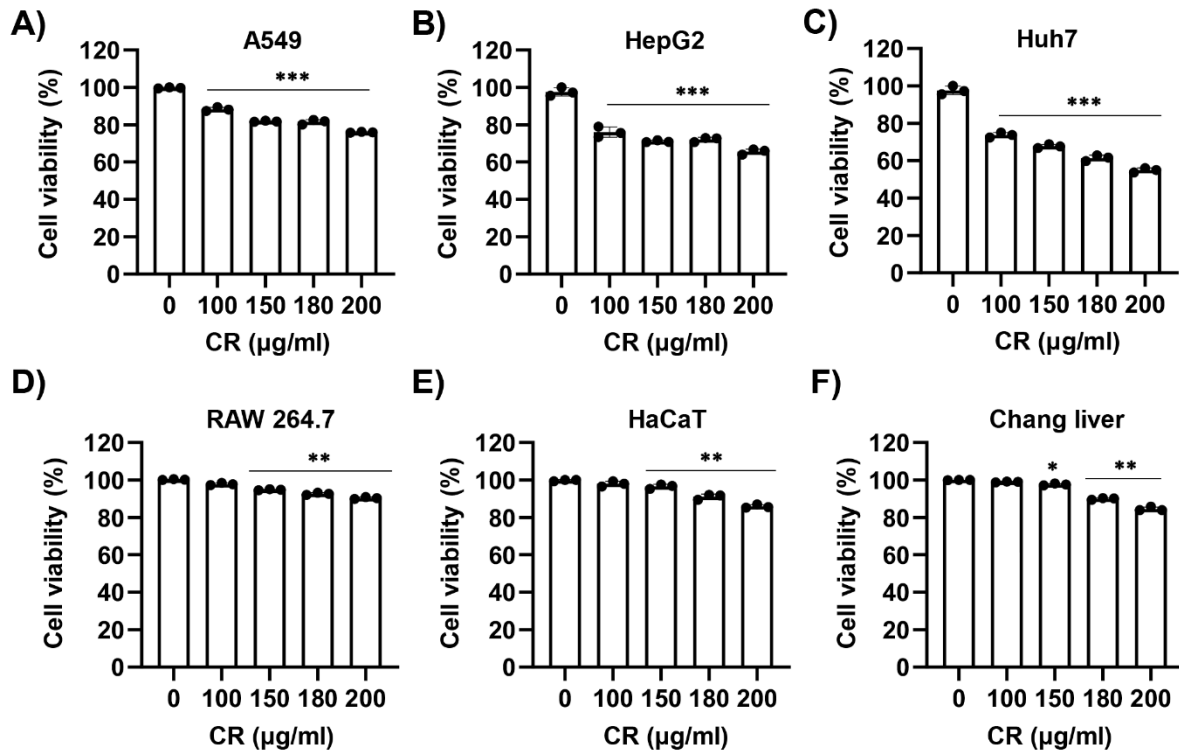 A)
A549
Cell viability (%)
120
100
80
60
40
20
0
***
0 100 150 180 200
CR (µg/ml)
B)
HepG2
Cell viability (%)
120
100
80
60
40
20
0
***
0 100 150 180 200
CR (µg/ml)
C)
Huh7
Cell viability (%)
120
100
80
60
40
20
0
***
0 100 150 180 200
CR (µg/ml)
D)
RAW 264.7
Cell viability (%)
120
100
80
60
40
20
0
**
0 100 150 180 200
CR (µg/ml)
E)
HaCaT
Cell viability (%)
120
100
80
60
40
20
0
**
0 100 150 180 200
CR (µg/ml)
F)
Chang liver
Cell viability (%)
120
100
80
60
40
20
0
* **
0 100 150 180 200
CR (µg/ml)